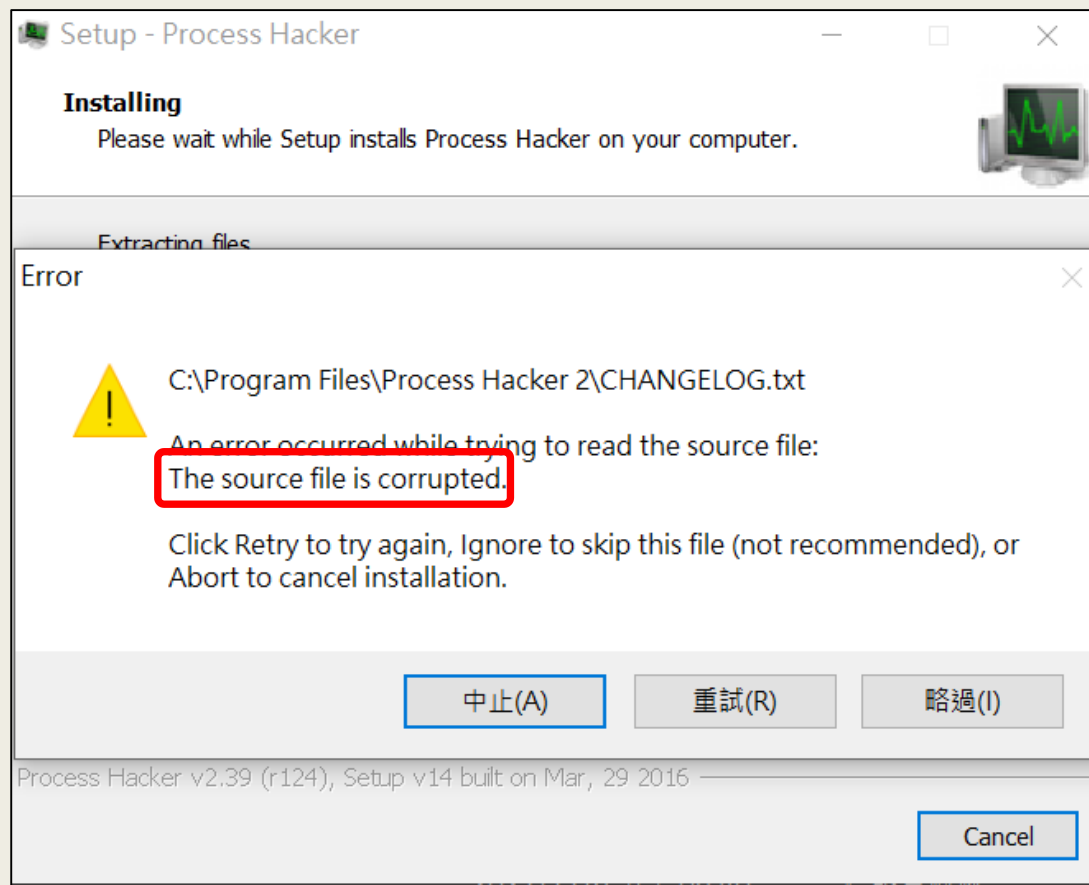 Setup - Process Hacker
Installing
Please wait while Setup installs Process Hacker on your computer.
Extracting files
Error
C:\Program Files\Process Hacker 2\CHANGELOG.txt
An error occurred while trying to read the source file:
The source file is corrupted.
Click Retry to try again, Ignore to skip this file (not recommended), or
Abort to cancel installation.
中止(A) 重試(R) 略過(I)
Process Hacker v2.39 (r124), Setup v14 built on Mar, 29 2016
Cancel